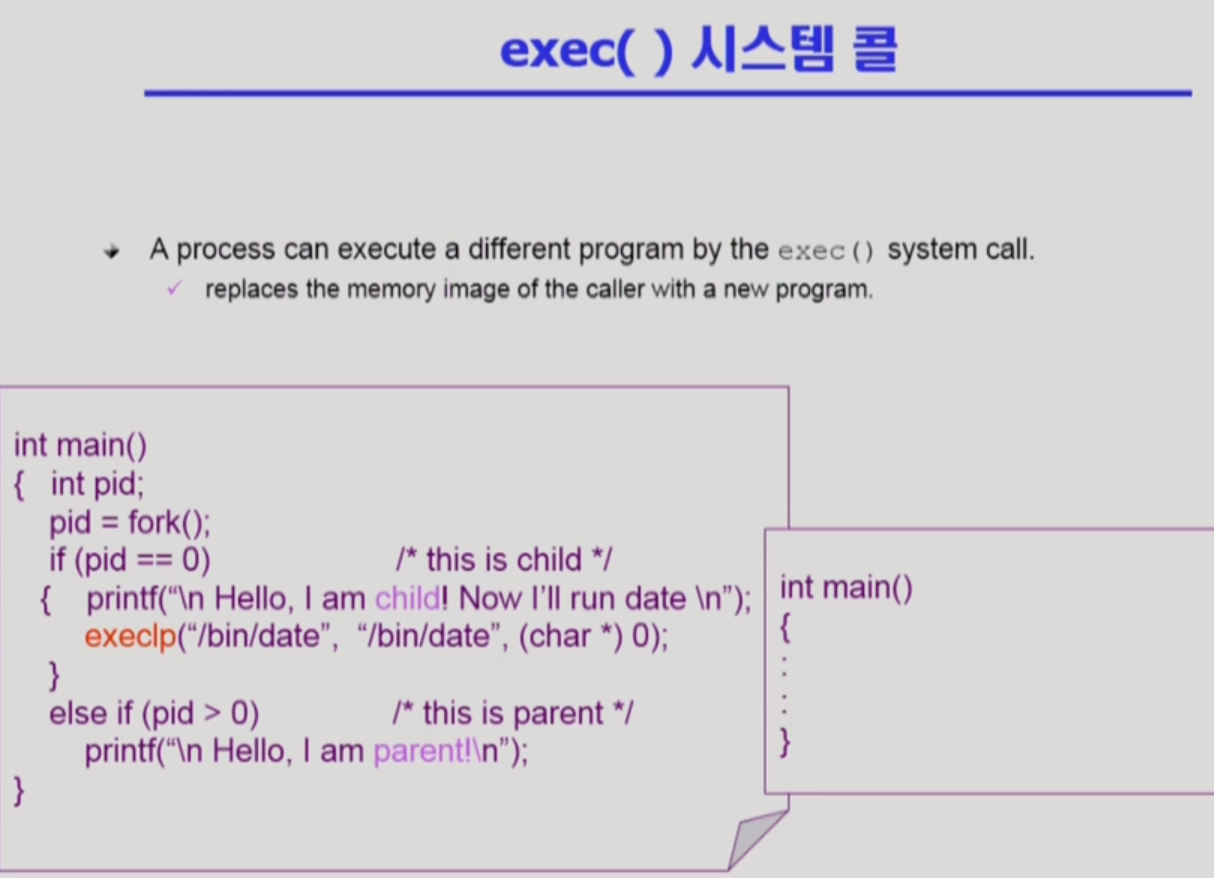 exec( ) 시스템 콜
A process can execute a different program by the exec() system call.
replaces the memory image of the caller with a new program.
int main()
{ int pid;
pid = fork();
if (pid == 0) /* this is child */
{ printf(“\n Hello, I am child! Now I’ll run date \n”);
execlp(“/bin/date”, “/bin/date”, (char *) 0);
}
else if (pid > 0) /* this is parent */
printf(“\n Hello, I am parent!\n”);
}
int main()
{
:
:
}